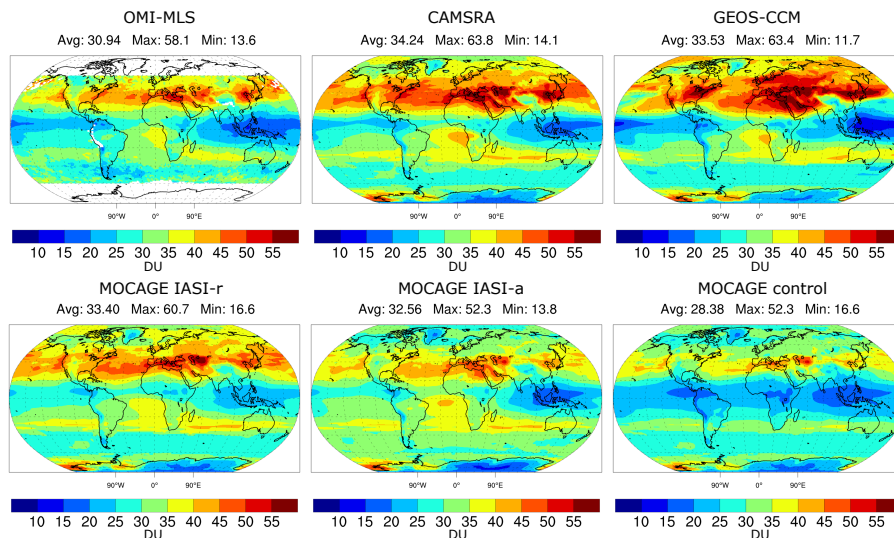 OMI-MLS
Avg: 30.94 Max: 58.1 Min: 13.6
90°W 0° 90°E
10 15 20 25 30 35 40 45 50 55
DU
CAMSRA
Avg: 34.24 Max: 63.8 Min: 14.1
90°W 0° 90°E
10 15 20 25 30 35 40 45 50 55
DU
GEOS-CCM
Avg: 33.53 Max: 63.4 Min: 11.7
90°W 0° 90°E
10 15 20 25 30 35 40 45 50 55
DU
MOCAGE IASI-r
Avg: 33.40 Max: 60.7 Min: 16.6
90°W 0° 90°E
10 15 20 25 30 35 40 45 50 55
DU
MOCAGE IASI-a
Avg: 32.56 Max: 52.3 Min: 13.8
90°W 0° 90°E
10 15 20 25 30 35 40 45 50 55
DU
MOCAGE control
Avg: 28.38 Max: 52.3 Min: 16.6
90°W 0° 90°E
10 15 20 25 30 35 40 45 50 55
DU